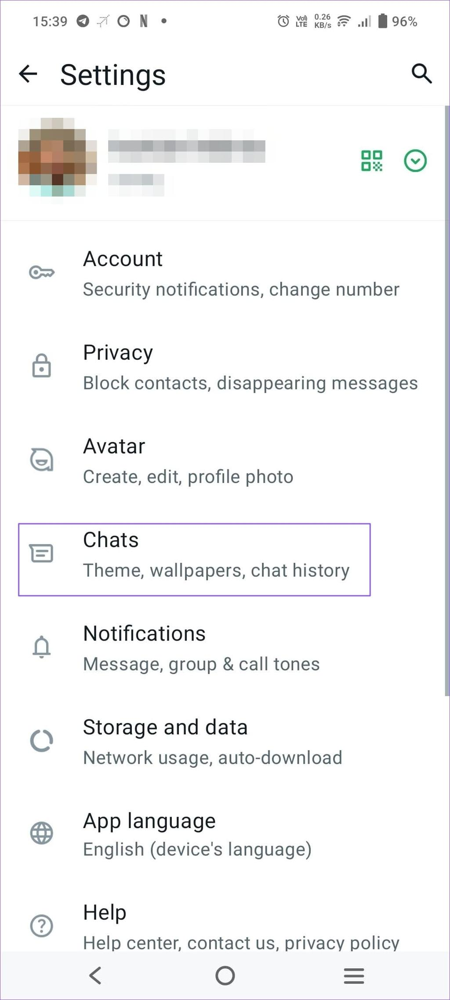 15:39 N VoD LTE 0.26 KB/s 96%
Settings
Account
Security notifications, change number
Privacy
Block contacts, disappearing messages
Avatar
Create, edit, profile photo
Chats
Theme, wallpapers, chat history
Notifications
Message, group & call tones
Storage and data
Network usage, auto-download
App language
English (device's language)
Help
Help center, contact us, privacy policy